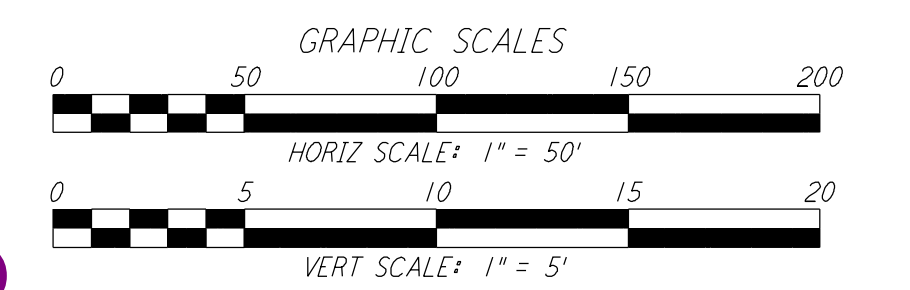 GRAPHIC SCALES
0 50 100 150 200
HORIZ SCALE: 1" = 50'
0 5 10 15 20
VERT SCALE: 1" = 5'